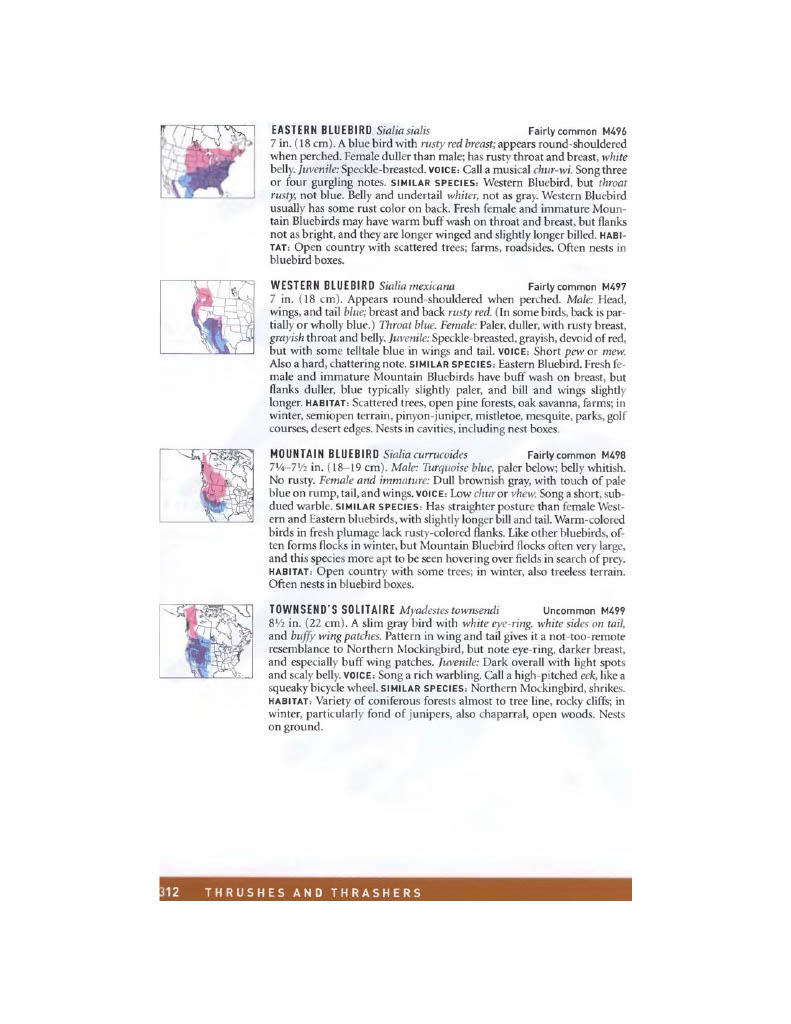 EASTERN BLUEBIRD Sialia sialis Fairly common M496
7 in. (18 cm). A blue bird with rusty red breast; appears round-shouldered
when perched. Female duller than male; has rusty throat and breast, white
belly. Juvenile: Speckle-breasted. VOICE: Call a musical chur-wi. Song three
or four gurgling notes. SIMILAR SPECIES: Western Bluebird, but throat
rusty, not blue. Belly and undertail whiter, not as gray. Western Bluebird
usually has some rust color on back. Fresh female and immature Moun-
tain Bluebirds may have warm buff wash on throat and breast, but flanks
not as bright, and they are longer winged and slightly longer billed. HABI-
TAT: Open country with scattered trees; farms, roadsides. Often nests in
bluebird boxes.
WESTERN BLUEBIRD Sialia mexicana Fairly common M497
7 in. (18 cm). Appears round-shouldered when perched. Male: Head,
wings, and tail blue; breast and back rusty red. (In some birds, back is par-
tially or wholly blue.) Throat blue. Female: Paler, duller, with rusty breast,
grayish throat and belly. Juvenile: Speckle-breasted, grayish, devoid of red,
but with some telltale blue in wings and tail. VOICE: Short pew or mew.
Also a hard, chattering note. SIMILAR SPECIES: Eastern Bluebird. Fresh fe-
male and immature Mountain Bluebirds have buff wash on breast, but
flanks duller, blue typically slightly paler, and bill and wings slightly
longer. HABITAT: Scattered trees, open pine forests, oak savanna, farms; in
winter, semiopen terrain, pinyon-juniper, mistletoe, mesquite, parks, golf
courses, desert edges. Nests in cavities, including nest boxes.
MOUNTAIN BLUEBIRD Sialia currucoides Fairly common M498
7¼–7½ in. (18–19 cm). Male: Turquoise blue, paler below; belly whitish.
No rusty. Female and immature: Dull brownish gray, with touch of pale
blue on rump, tail, and wings. VOICE: Low chur or vhew. Song a short, sub-
dued warble. SIMILAR SPECIES: Has straighter posture than female West-
ern and Eastern bluebirds, with slightly longer bill and tail. Warm-colored
birds in fresh plumage lack rusty-colored flanks. Like other bluebirds, of-
ten forms flocks in winter, but Mountain Bluebird flocks often very large,
and this species more apt to be seen hovering over fields in search of prey.
HABITAT: Open country with some trees; in winter, also treeless terrain.
Often nests in bluebird boxes.
TOWNSEND'S SOLITAIRE Myadestes townsendi Uncommon M499
8½ in. (22 cm). A slim gray bird with white eye-ring, white sides on tail,
and buffy wing patches. Pattern in wing and tail gives it a not-too-remote
resemblance to Northern Mockingbird, but note eye-ring, darker breast,
and especially buff wing patches. Juvenile: Dark overall with light spots
and scaly belly. VOICE: Song a rich warbling. Call a high-pitched eek, like a
squeaky bicycle wheel. SIMILAR SPECIES: Northern Mockingbird, shrikes.
HABITAT: Variety of coniferous forests almost to tree line, rocky cliffs; in
winter, particularly fond of junipers, also chaparral, open woods. Nests
on ground.
312 THRUSHES AND THRASHERS